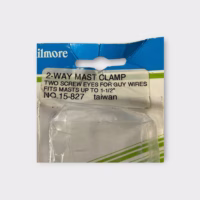 ilmore
2-WAY MAST CLAMP
TWO SCREW EYES FOR GUY WIRES
FITS MASTS UP TO 1-1/2"
NO.15-827 taiwan